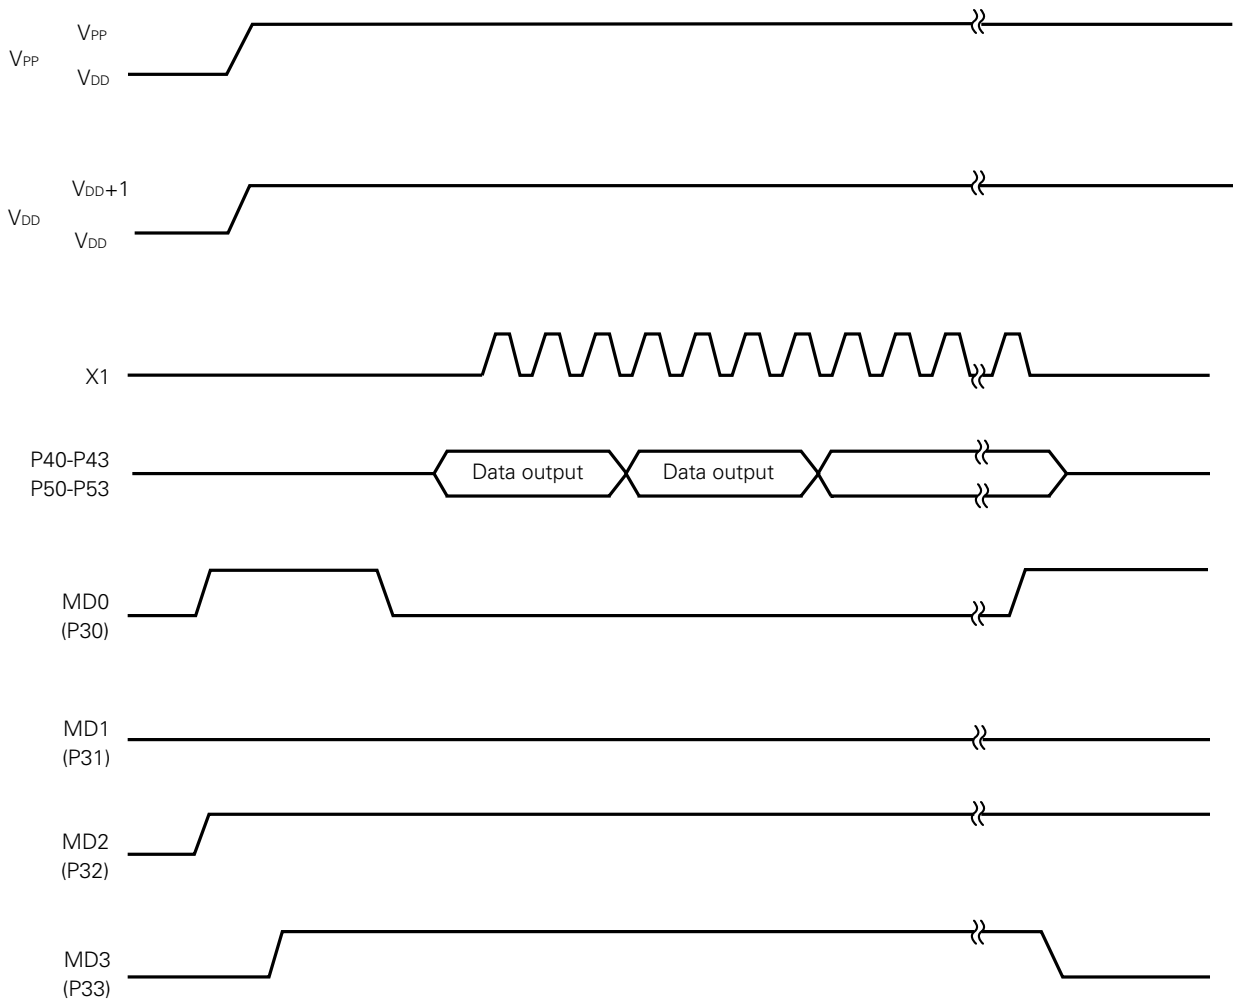 VPP
VPP
VDD
VDD+1
VDD
VDD
X1
P40-P43
P50-P53
Data output
Data output
MD0
(P30)
MD1
(P31)
MD2
(P32)
MD3
(P33)